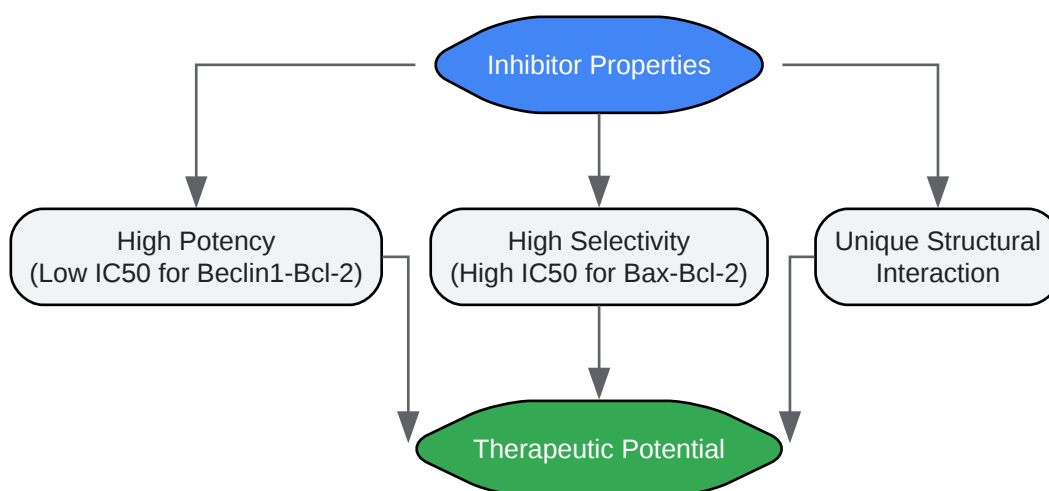 Inhibitor Properties
High Potency
(Low IC50 for Beclin1-Bcl-2)
High Selectivity
(High IC50 for Bax-Bcl-2)
Unique Structural
Interaction
Therapeutic Potential